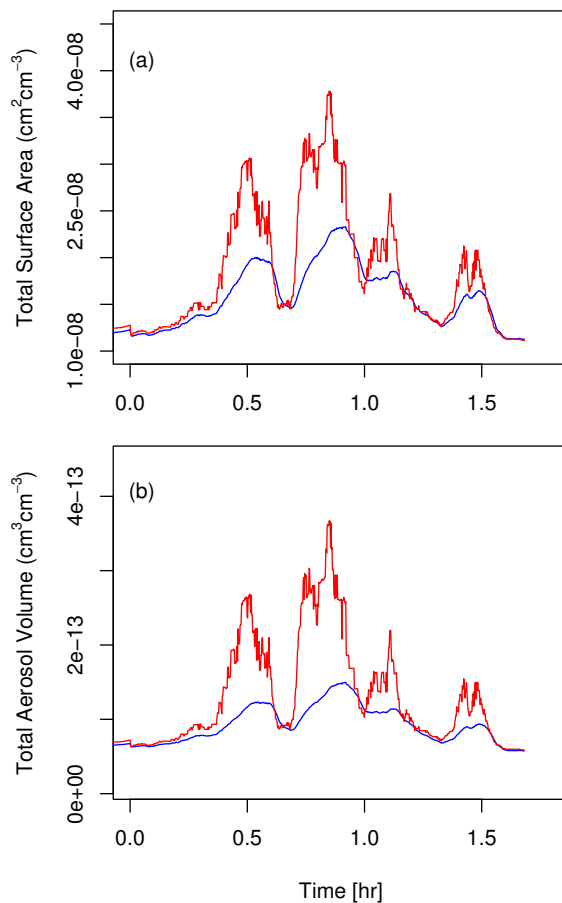 (a)
Total Surface Area (cm²cm⁻³)
4.0e−08
2.5e−08
1.0e−08
0.0 0.5 1.0 1.5
(b)
Total Aerosol Volume (cm³cm⁻³)
4e−13
2e−13
0e+00
0.0 0.5 1.0 1.5
Time [hr]